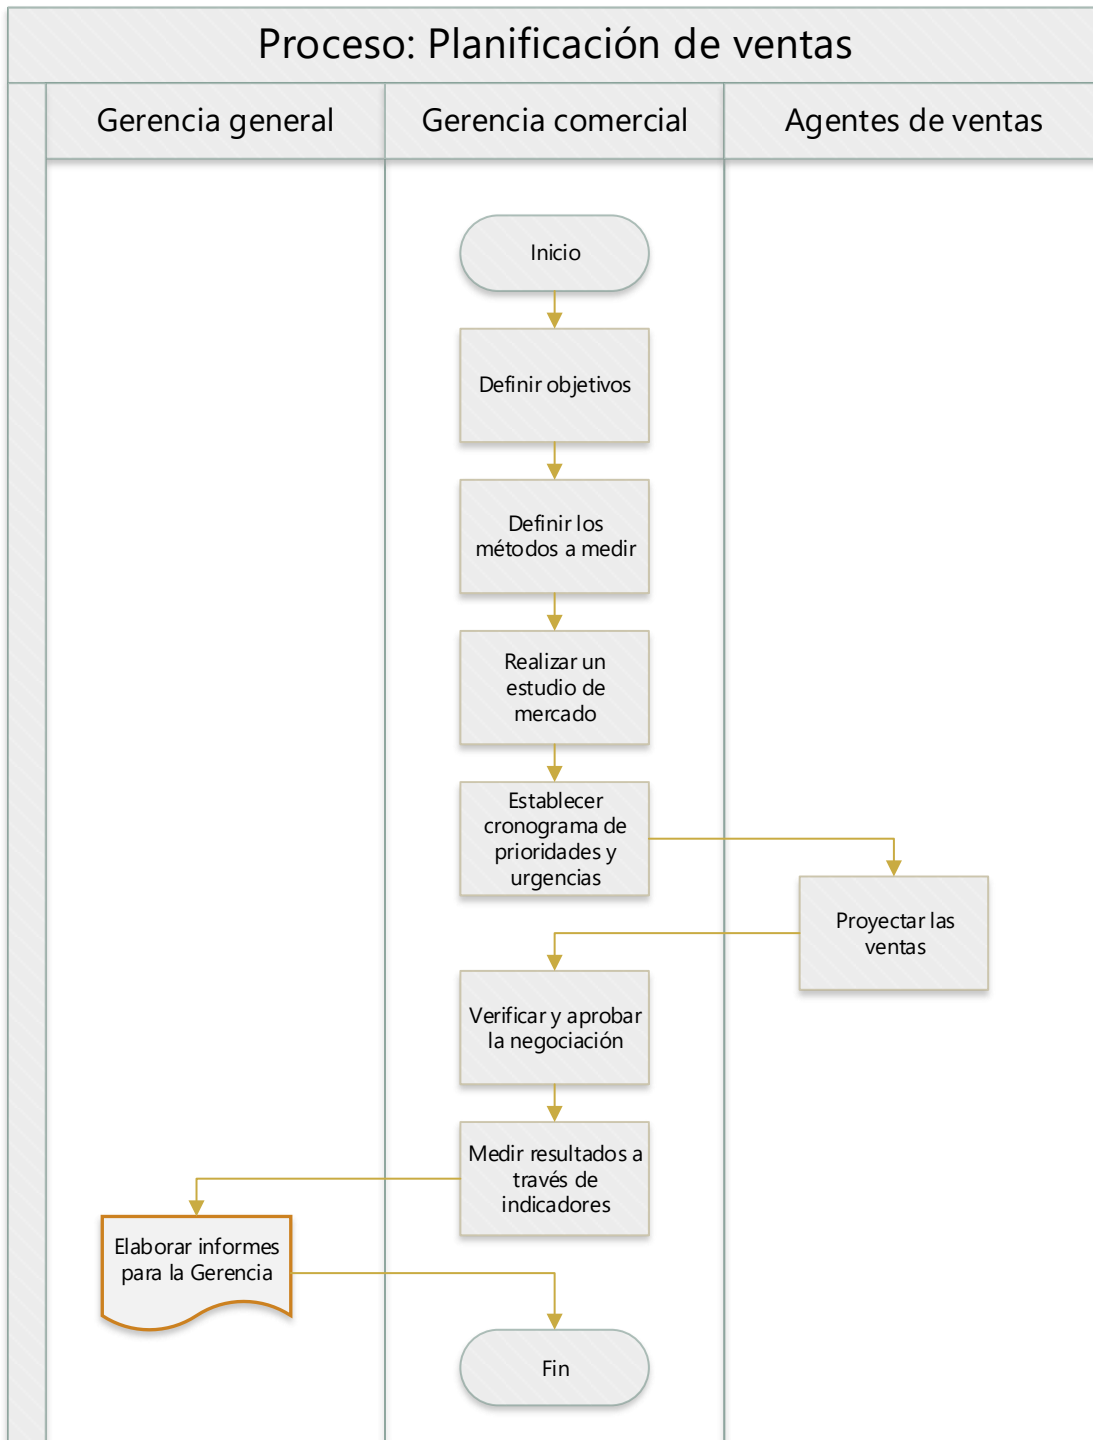 Proceso: Planificación de ventas
Gerencia general
Gerencia comercial
Agentes de ventas
Inicio
Definir objetivos
Definir los
métodos a medir
Realizar un
estudio de
mercado
Establecer
cronograma de
prioridades y
urgencias
Proyectar las
ventas
Verificar y aprobar
la negociación
Medir resultados a
través de
indicadores
Elaborar informes
para la Gerencia
Fin